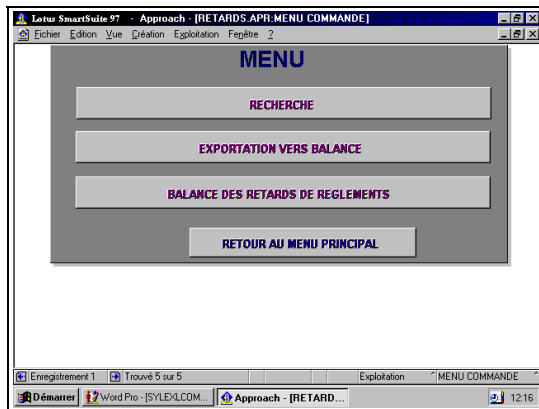 Lotus SmartSuite 97 - Approach - [RETARDS.APR:MENU COMMANDE]
Fichier Edition Vue Création Exploitation Fenêtre ?
MENU
RECHERCHE
EXPORTATION VERS BALANCE
BALANCE DES RETARDS DE REGLEMENTS
RETOUR AU MENU PRINCIPAL
Enregistrement 1 Trouvé 5 sur 5 Exploitation MENU COMMANDE
Démarrer Word Pro - [SYLEXLCOM... Approach - [RETARD... 12:16